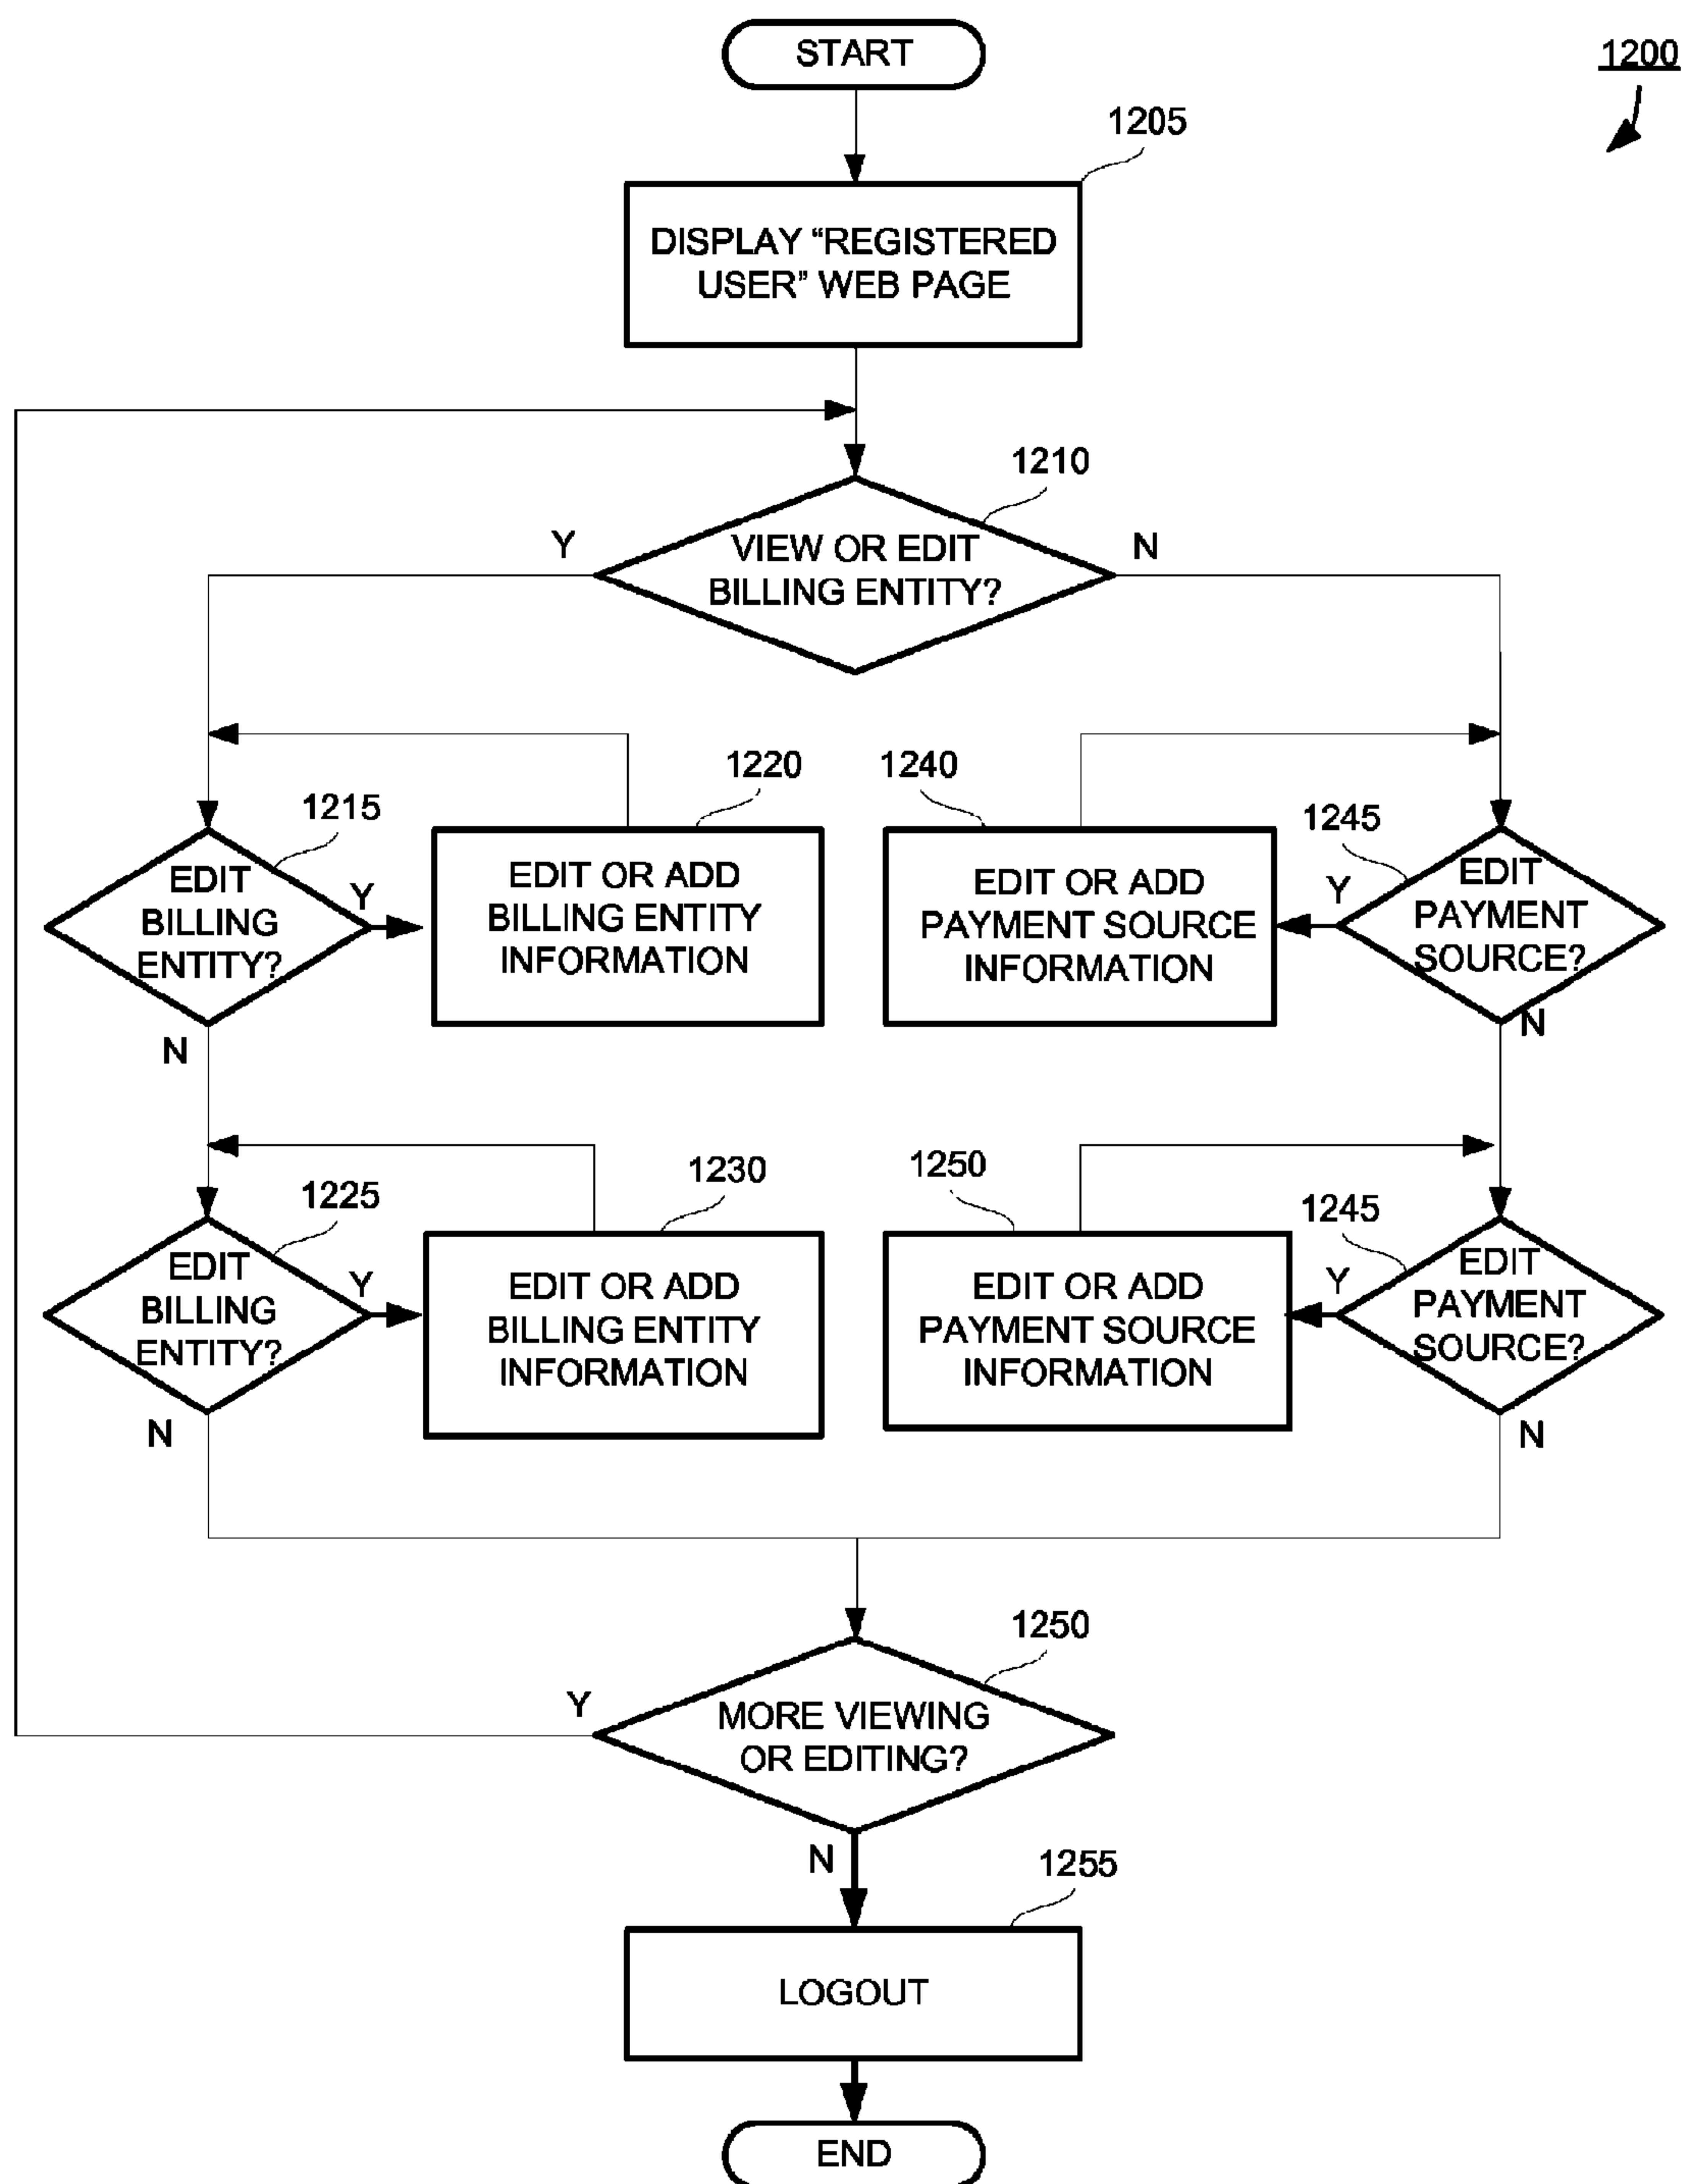 START
1200
1205
DISPLAY “REGISTERED
USER” WEB PAGE
1210
Y
VIEW OR EDIT
BILLING ENTITY?
N
1215
EDIT
BILLING
ENTITY?
Y
N
1220
EDIT OR ADD
BILLING ENTITY
INFORMATION
1240
EDIT OR ADD
PAYMENT SOURCE
INFORMATION
1245
Y
EDIT
PAYMENT
SOURCE?
N
1225
EDIT
BILLING
ENTITY?
Y
N
1230
EDIT OR ADD
BILLING ENTITY
INFORMATION
1250
EDIT OR ADD
PAYMENT SOURCE
INFORMATION
1245
Y
EDIT
PAYMENT
SOURCE?
N
1250
Y
MORE VIEWING
OR EDITING?
N
1255
LOGOUT
END